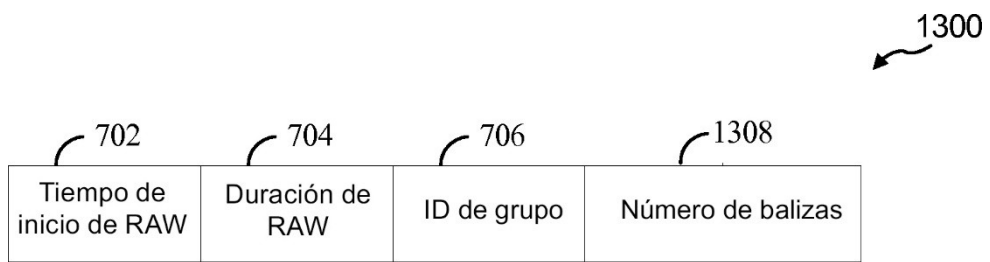 1300
702
704
706
1308
Tiempo de
inicio de RAW
Duración de
RAW
ID de grupo
Número de balizas